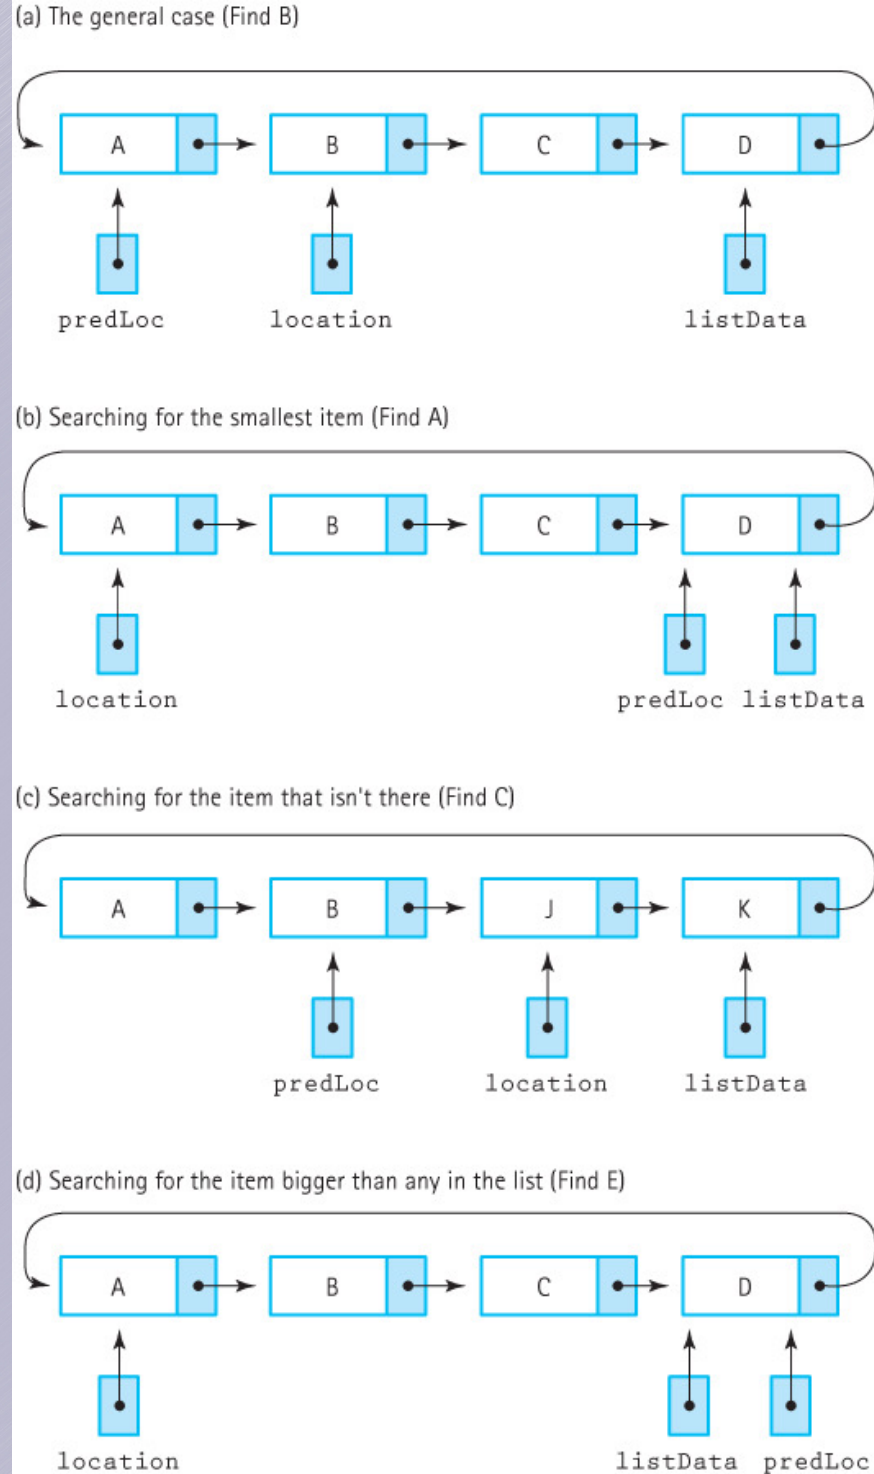 (a) The general case (Find B)
A B C D
predLoc location listData
(b) Searching for the smallest item (Find A)
A B C D
location predLoc listData
(c) Searching for the item that isn't there (Find C)
A B J K
predLoc location listData
(d) Searching for the item bigger than any in the list (Find E)
A B C D
location listData predLoc